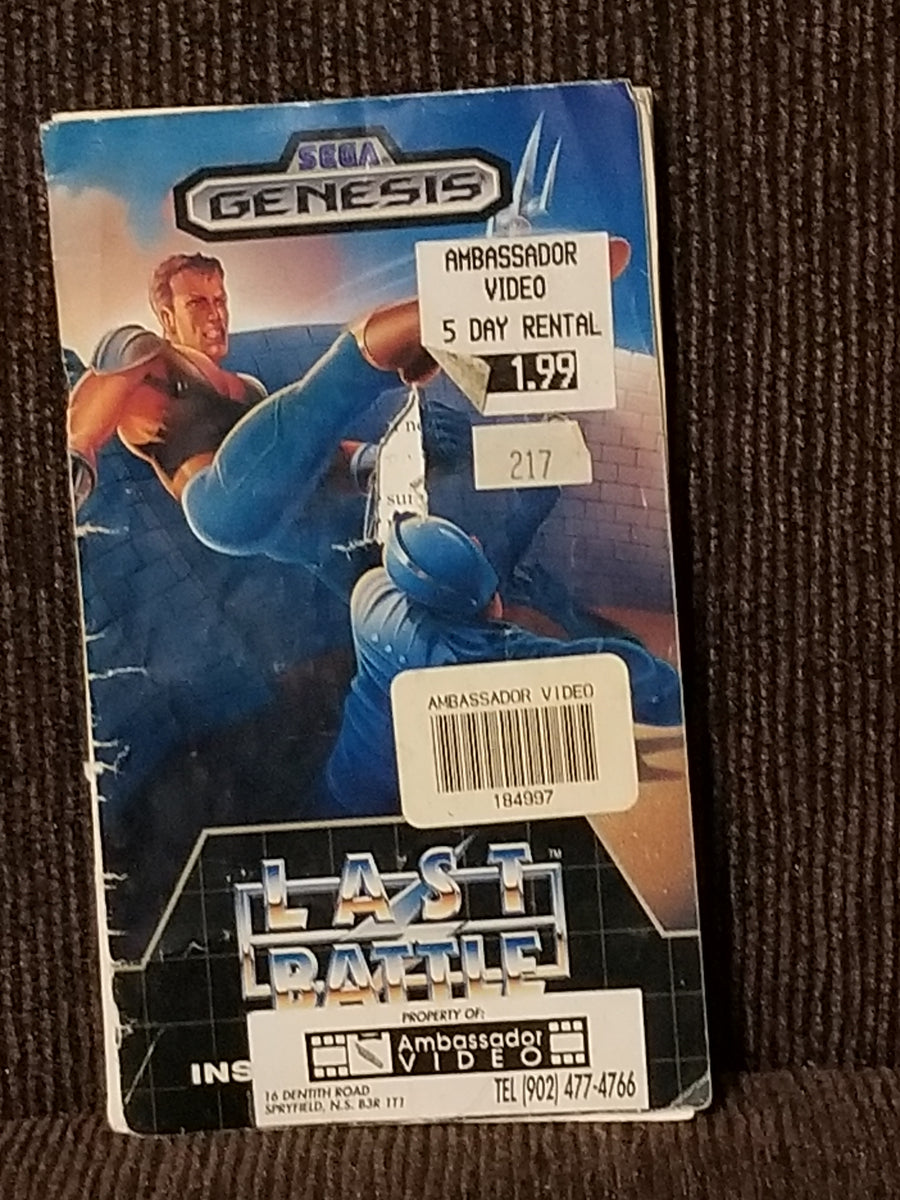 SEGA
GENESIS
AMBASSADOR
VIDEO
5 DAY RENTAL
1.99
217
sur
AMBASSADOR VIDEO
184997
LAST
BATTLE
™
PROPERTY OF:
Ambassador
VIDEO
INS
16 DENTITH ROAD
SPRYFIELD, N.S. B3R 1T1
TEL (902) 477-4766